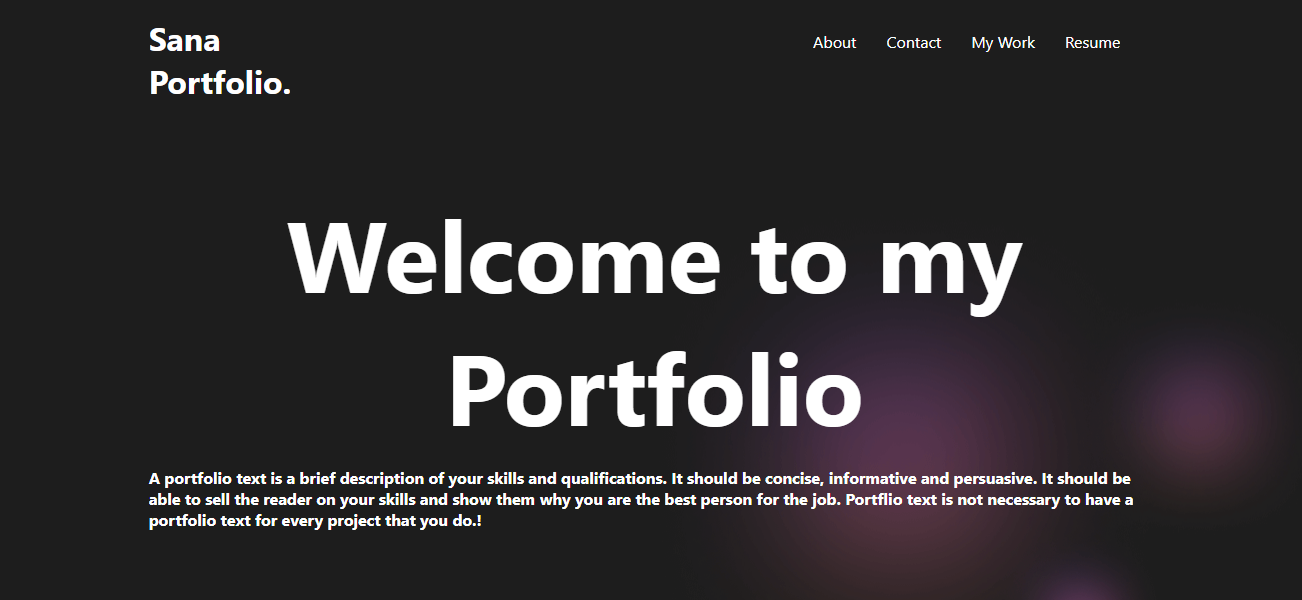 Sana
Portfolio.
About Contact My Work Resume
Welcome to my
Portfolio
A portfolio text is a brief description of your skills and qualifications. It should be concise, informative and persuasive. It should be
able to sell the reader on your skills and show them why you are the best person for the job. Portflio text is not necessary to have a
portfolio text for every project that you do.!